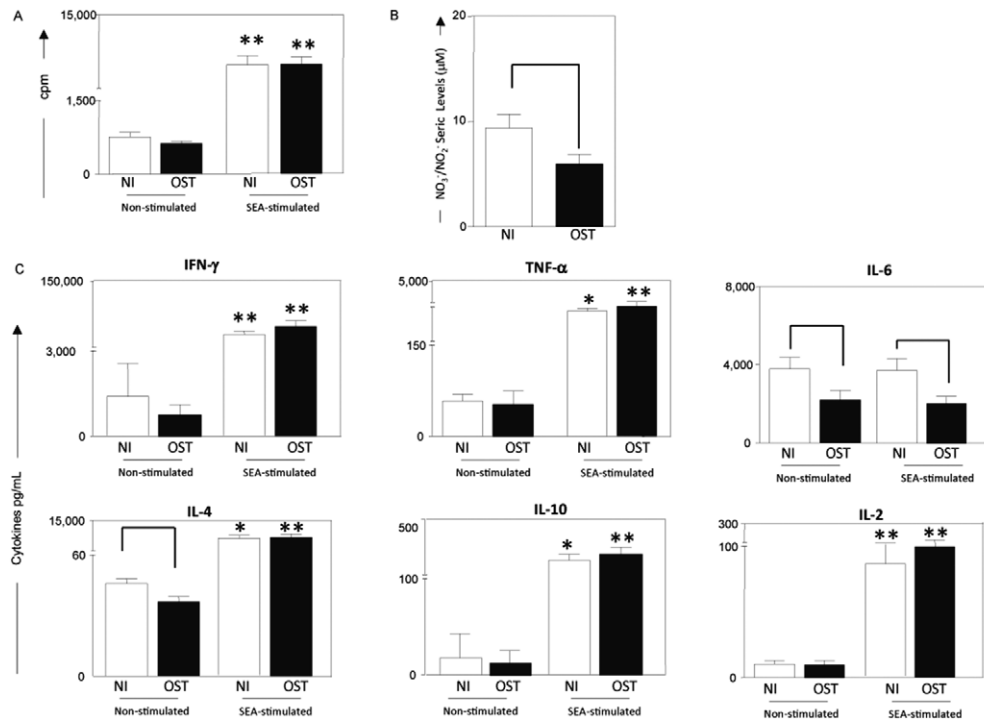 A
cpm
15,000
1,500
0
** **
NI OST NI OST
Non-stimulated SEA-stimulated
B
NO₃⁻/NO₂⁻ Seric Levels (μM)
20
10
0
NI OST
C
Cytokines pg/mL
IFN-γ
150,000
3,000
0
** **
NI OST NI OST
Non-stimulated SEA-stimulated
TNF-α
5,000
150
0
* **
NI OST NI OST
Non-stimulated SEA-stimulated
IL-6
8,000
4,000
0
NI OST NI OST
Non-stimulated SEA-stimulated
IL-4
15,000
60
0
* **
NI OST NI OST
Non-stimulated SEA-stimulated
IL-10
500
100
0
* **
NI OST NI OST
Non-stimulated SEA-stimulated
IL-2
300
100
0
** **
NI OST NI OST
Non-stimulated SEA-stimulated